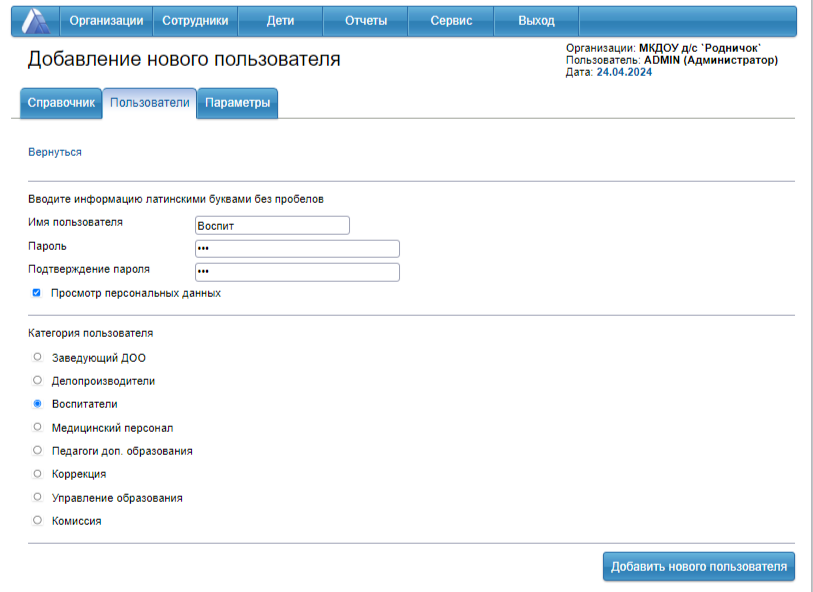 Организации Сотрудники Дети Отчеты Сервис Выход
Добавление нового пользователя
Организации: МКДОУ д/с `Родничок`
Пользователь: ADMIN (Администратор)
Дата: 24.04.2024
Справочник Пользователи Параметры
Вернуться
Вводите информацию латинскими буквами без пробелов
Имя пользователя Воспит
Пароль •••
Подтверждение пароля •••
Просмотр персональных данных
Категория пользователя
Заведующий ДОО
Делопроизводители
Воспитатели
Медицинский персонал
Педагоги доп. образования
Коррекция
Управление образования
Комиссия
Добавить нового пользователя